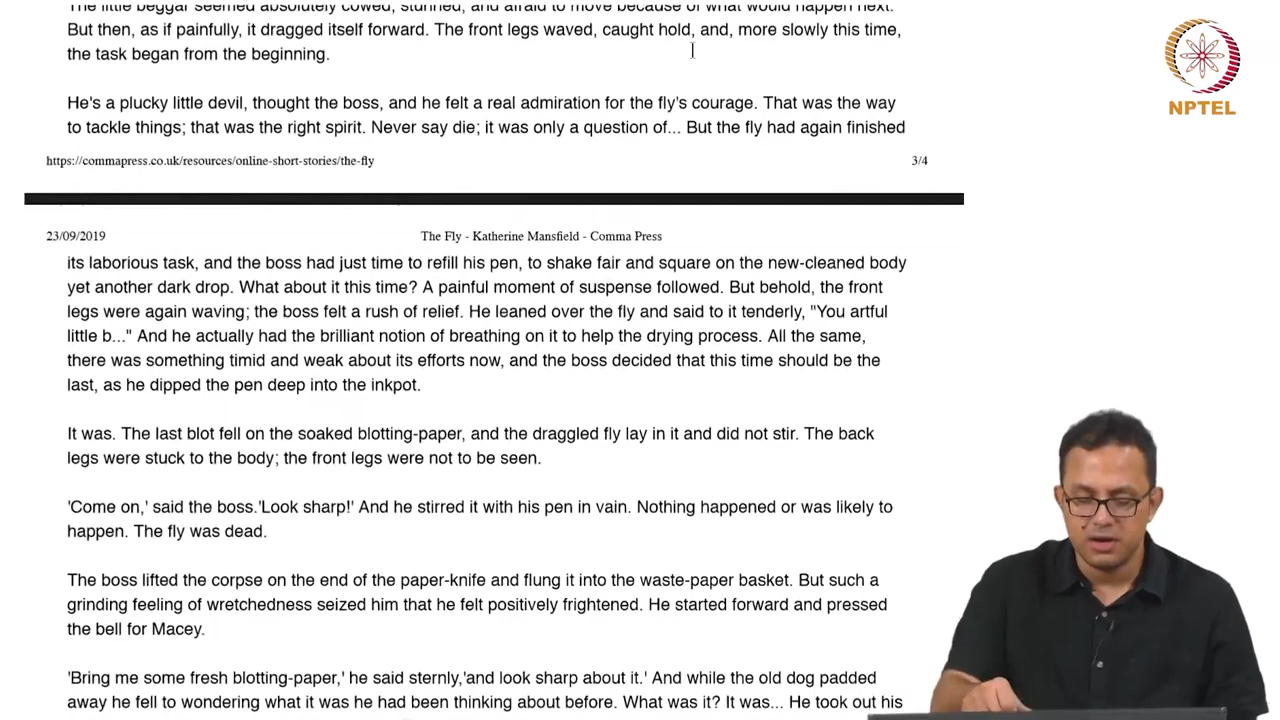 The little beggar seemed absolutely cowed, stunned, and afraid to move because of what would happen next.
But then, as if painfully, it dragged itself forward. The front legs waved, caught hold, and, more slowly this time,
the task began from the beginning.
He's a plucky little devil, thought the boss, and he felt a real admiration for the fly's courage. That was the way
to tackle things; that was the right spirit. Never say die; it was only a question of... But the fly had again finished
https://commapress.co.uk/resources/online-short-stories/the-fly 3/4
23/09/2019 The Fly - Katherine Mansfield - Comma Press
its laborious task, and the boss had just time to refill his pen, to shake fair and square on the new-cleaned body
yet another dark drop. What about it this time? A painful moment of suspense followed. But behold, the front
legs were again waving; the boss felt a rush of relief. He leaned over the fly and said to it tenderly, "You artful
little b..." And he actually had the brilliant notion of breathing on it to help the drying process. All the same,
there was something timid and weak about its efforts now, and the boss decided that this time should be the
last, as he dipped the pen deep into the inkpot.
It was. The last blot fell on the soaked blotting-paper, and the draggled fly lay in it and did not stir. The back
legs were stuck to the body; the front legs were not to be seen.
'Come on,' said the boss.'Look sharp!' And he stirred it with his pen in vain. Nothing happened or was likely to
happen. The fly was dead.
The boss lifted the corpse on the end of the paper-knife and flung it into the waste-paper basket. But such a
grinding feeling of wretchedness seized him that he felt positively frightened. He started forward and pressed
the bell for Macey.
'Bring me some fresh blotting-paper,' he said sternly,'and look sharp about it.' And while the old dog padded
away he fell to wondering what it was he had been thinking about before. What was it? It was... He took out his
NPTEL